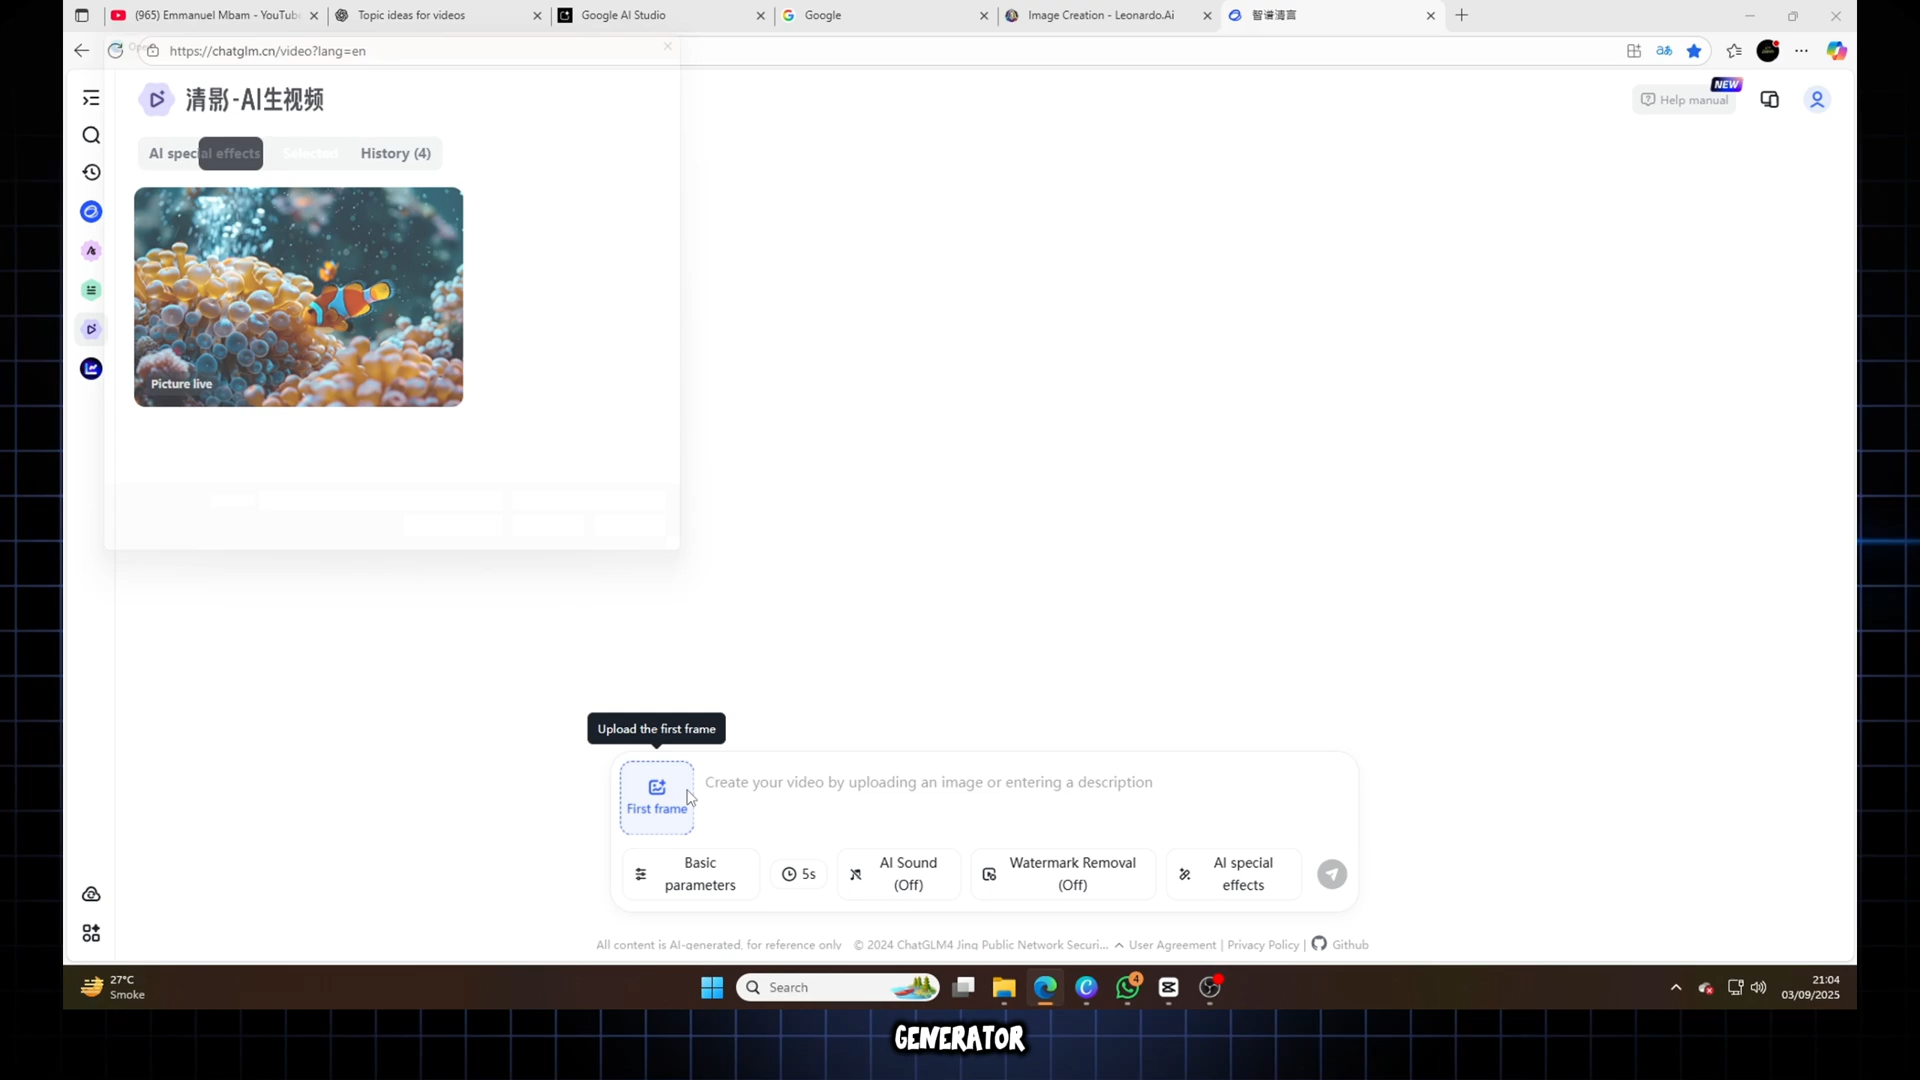 (965) Emmanuel Mbam - YouTub
Topic ideas for videos
Google AI Studio
Google
Image Creation - Leonardo.Ai
智谱清言
https://chatglm.cn/video?lang=en
清影-AI生视频
NEW
Help manual
AI special effects
Selected
History (4)
Picture live
Upload the first frame
First frame
Create your video by uploading an image or entering a description
Basic parameters
5s
AI Sound (Off)
Watermark Removal (Off)
AI special effects
All content is AI-generated, for reference only
© 2024 ChatGLM4 Jing Public Network Securi...
User Agreement | Privacy Policy |
Github
27°C
Smoke
Search
4
21:04
03/09/2025
GENERATOR